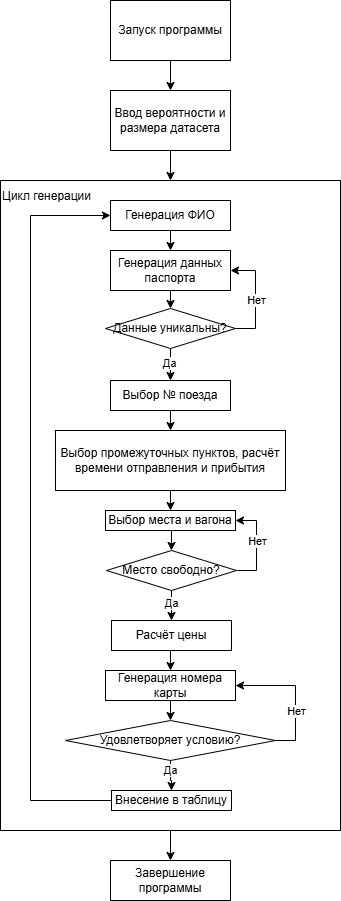 Запуск программы
Ввод вероятности и
размера датасета
Цикл генерации
Генерация ФИО
Генерация данных
паспорта
Нет
Данные уникальны?
Да
Выбор № поезда
Выбор промежуточных пунктов, расчёт
времени отправления и прибытия
Выбор места и вагона
Нет
Место свободно?
Да
Расчёт цены
Генерация номера
карты
Нет
Удовлетворяет условию?
Да
Внесение в таблицу
Завершение
программы